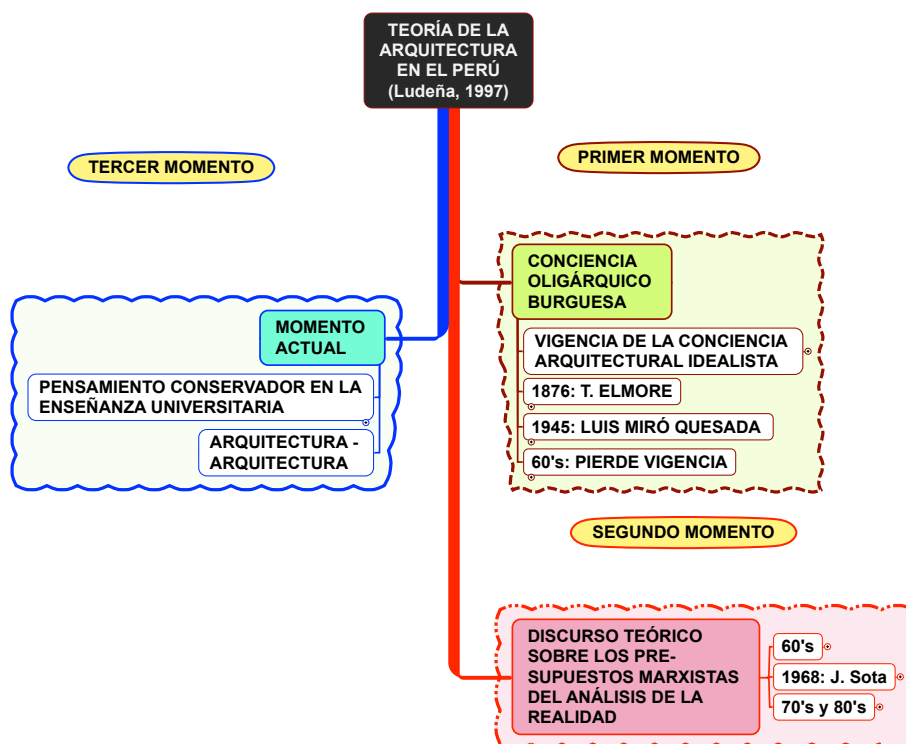 TEORÍA DE LA
ARQUITECTURA
EN EL PERÚ
(Ludeña, 1997)
PRIMER MOMENTO
CONCIENCIA
OLIGÁRQUICO
BURGUESA
VIGENCIA DE LA CONCIENCIA
ARQUITECTURAL IDEALISTA
1876: T. ELMORE
1945: LUIS MIRÓ QUESADA
60's: PIERDE VIGENCIA
SEGUNDO MOMENTO
DISCURSO TEÓRICO
SOBRE LOS PRE-
SUPUESTOS MARXISTAS
DEL ANÁLISIS DE LA
REALIDAD
60's
1968: J. Sota
70's y 80's
TERCER MOMENTO
MOMENTO
ACTUAL
PENSAMIENTO CONSERVADOR EN LA
ENSEÑANZA UNIVERSITARIA
ARQUITECTURA -
ARQUITECTURA